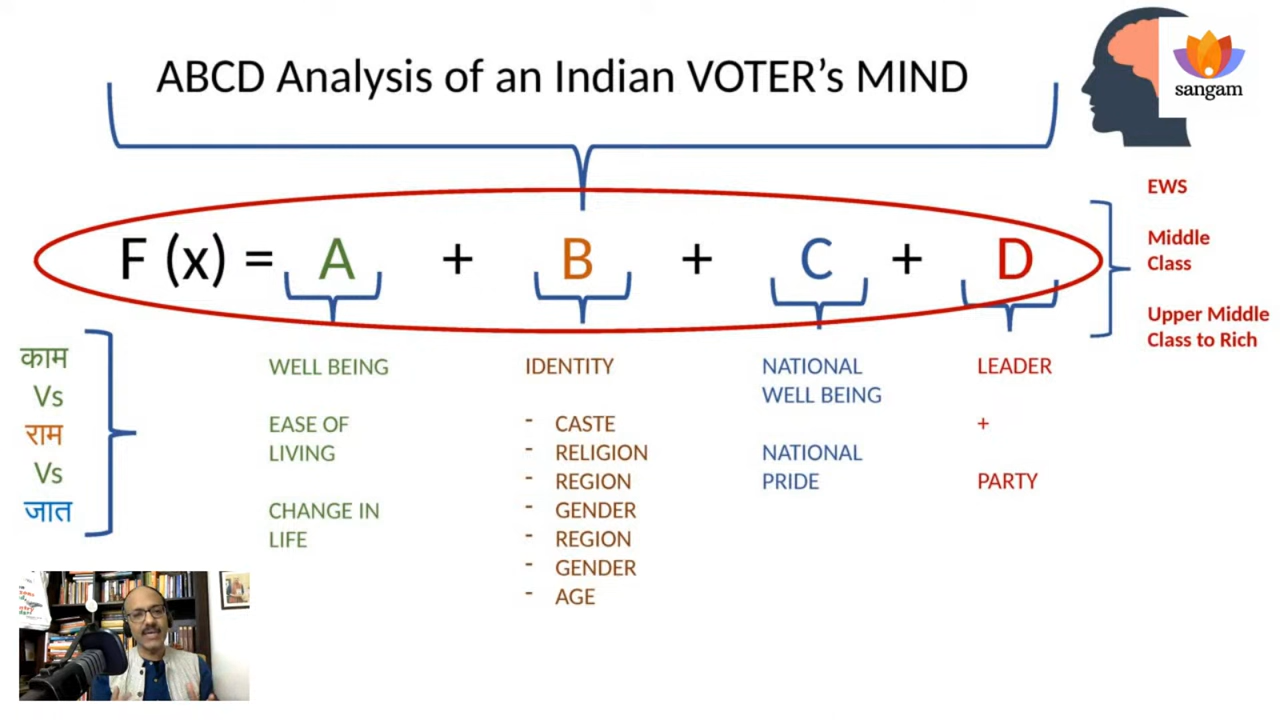 ABCD Analysis of an Indian VOTER's MIND
sangam
EWS
Middle
Class
Upper Middle
Class to Rich
F (x) = A + B + C + D
काम
Vs
राम
Vs
जात
WELL BEING
EASE OF
LIVING
CHANGE IN
LIFE
IDENTITY
- CASTE
- RELIGION
- REGION
- GENDER
- REGION
- GENDER
- AGE
NATIONAL
WELL BEING
NATIONAL
PRIDE
LEADER
+
PARTY